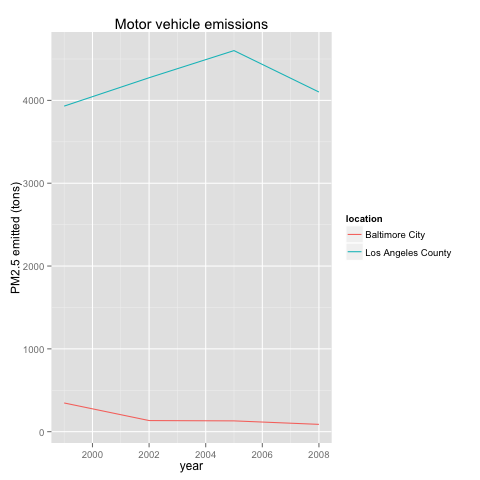 Motor vehicle emissions
PM2.5 emitted (tons)
4000
3000
2000
1000
0
2000
2002
2004
2006
2008
year
location
Baltimore City
Los Angeles County